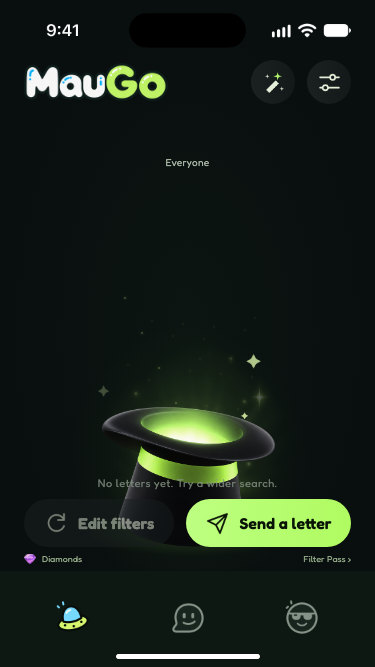 9:41
MauGo
Everyone
No letters yet. Try a wider search.
Edit filters
Send a letter
Diamonds
Filter Pass ›